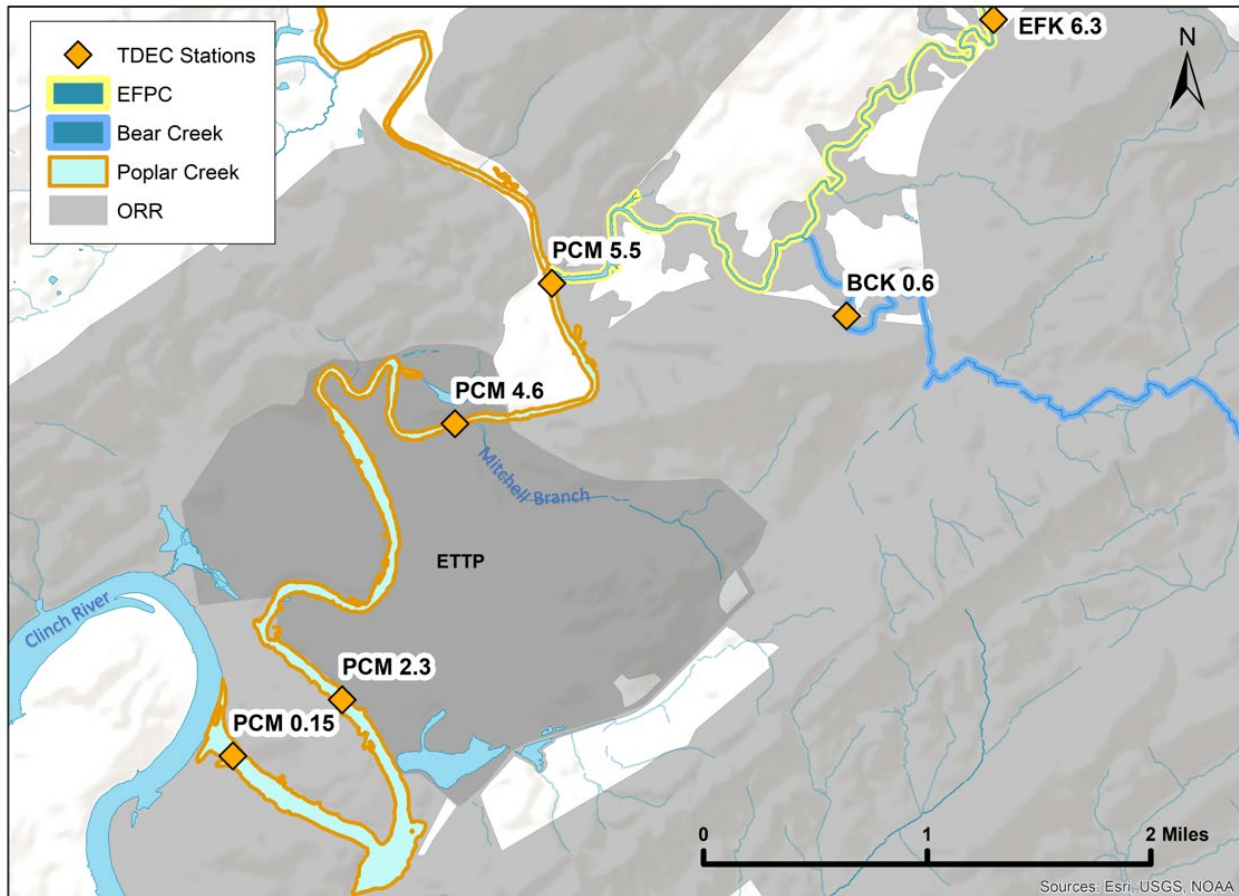 TDEC Stations
EFPC
Bear Creek
Poplar Creek
ORR
EFK 6.3
N
PCM 5.5
BCK 0.6
PCM 4.6
Mitchell Branch
ETTP
Clinch River
PCM 2.3
PCM 0.15
0 1 2 Miles
Sources: Esri, USGS, NOAA